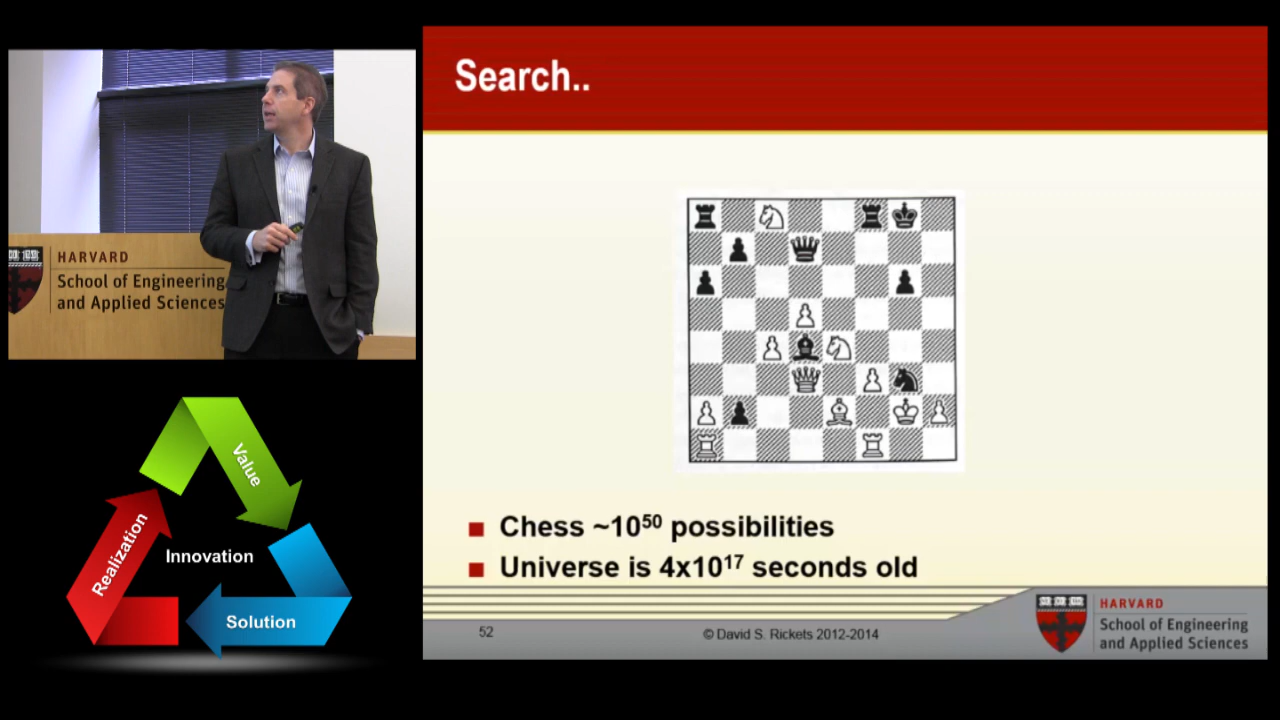 Search..
HARVARD
School of Engineering
and Applied Sciences
Value
Realization
Innovation
Solution
■ Chess ~10⁵⁰ possibilities
■ Universe is 4x10¹⁷ seconds old
52
© David S. Rickets 2012-2014
HARVARD
School of Engineering
and Applied Sciences